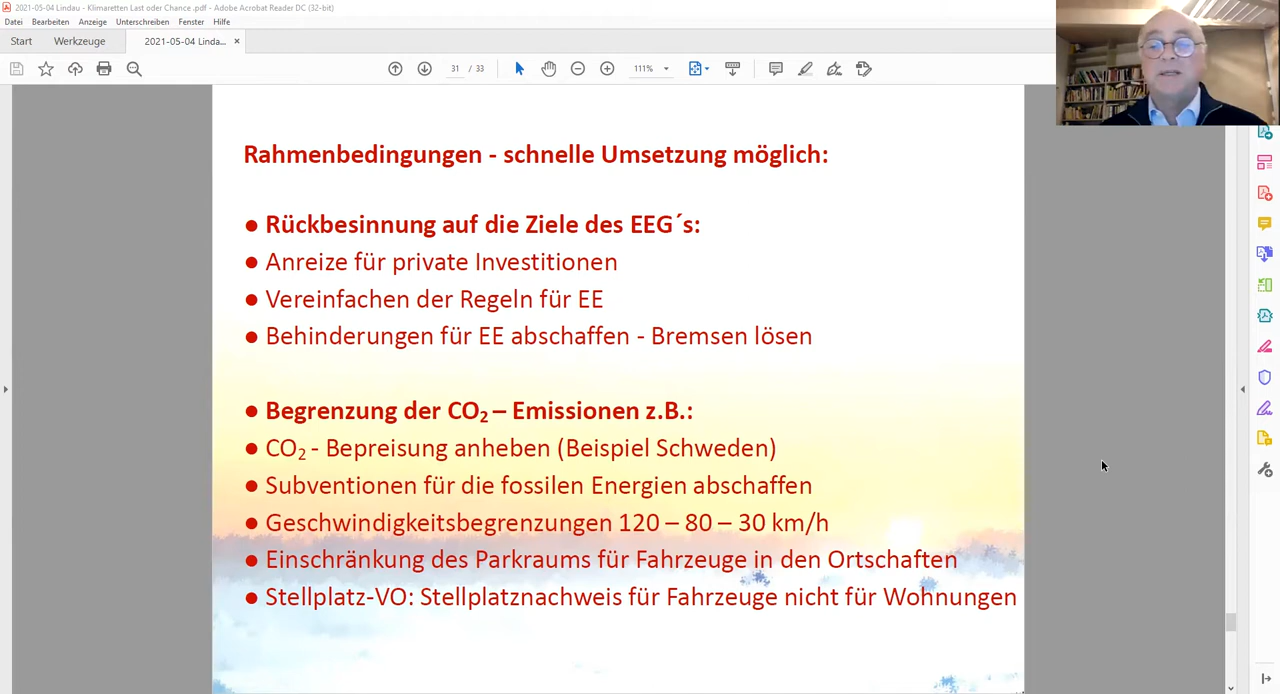 2021-05-04 Lindau - Klimaretten Last oder Chance .pdf - Adobe Acrobat Reader DC (32-bit)
Datei Bearbeiten Anzeige Unterschreiben Fenster Hilfe
Start Werkzeuge 2021-05-04 Linda... ×
31 / 33 111%
Rahmenbedingungen - schnelle Umsetzung möglich:
● Rückbesinnung auf die Ziele des EEG´s:
● Anreize für private Investitionen
● Vereinfachen der Regeln für EE
● Behinderungen für EE abschaffen - Bremsen lösen
● Begrenzung der CO₂ – Emissionen z.B.:
● CO₂ - Bepreisung anheben (Beispiel Schweden)
● Subventionen für die fossilen Energien abschaffen
● Geschwindigkeitsbegrenzungen 120 – 80 – 30 km/h
● Einschränkung des Parkraums für Fahrzeuge in den Ortschaften
● Stellplatz-VO: Stellplatznachweis für Fahrzeuge nicht für Wohnungen